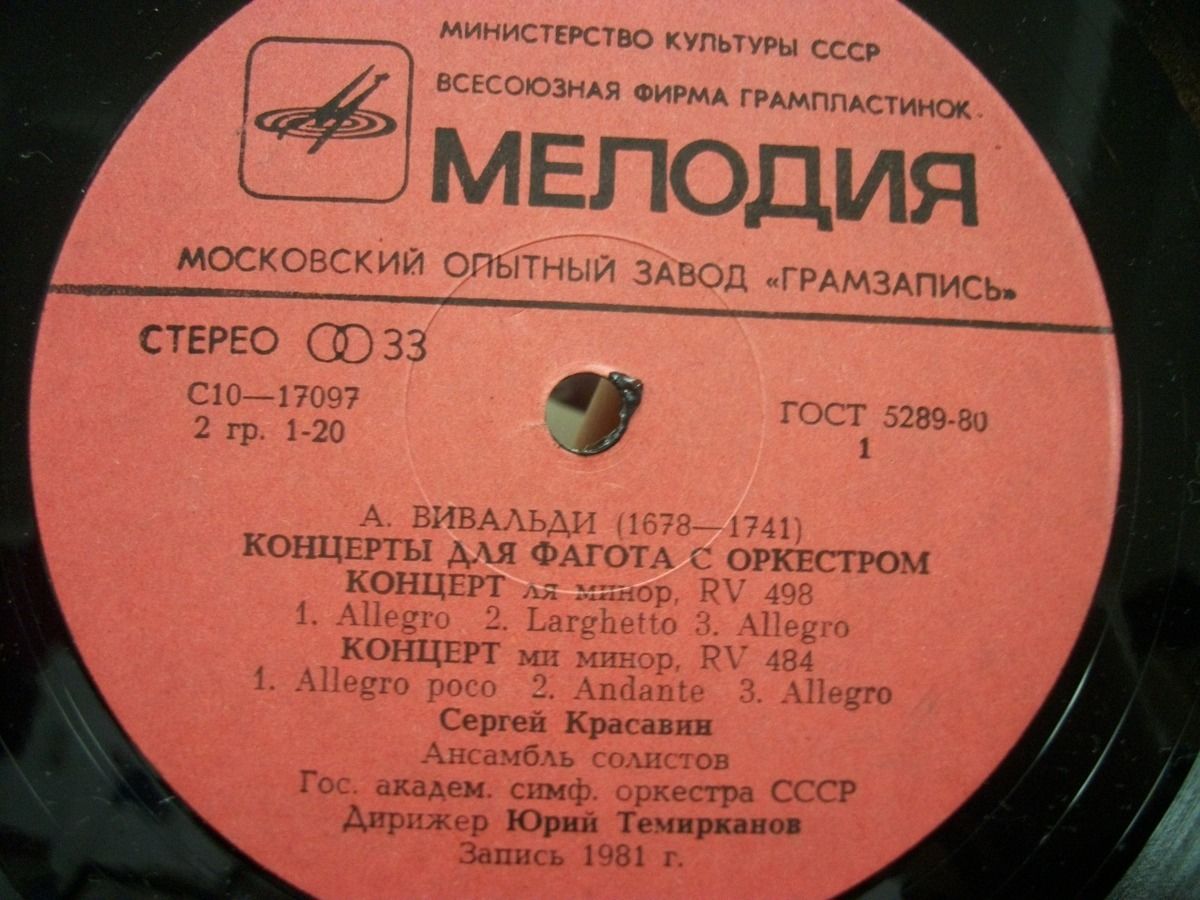 МИНИСТЕРСТВО КУЛЬТУРЫ СССР
ВСЕСОЮЗНАЯ ФИРМА ГРАМПЛАСТИНОК
МЕЛОДИЯ
МОСКОВСКИЙ ОПЫТНЫЙ ЗАВОД «ГРАМЗАПИСЬ»
СТЕРЕО 33
С10—17097
2 гр. 1-20
ГОСТ 5289-80
1
А. ВИВАЛЬДИ (1678—1741)
КОНЦЕРТЫ ДЛЯ ФАГОТА С ОРКЕСТРОМ
КОНЦЕРТ ля минор, RV 498
1. Allegro 2. Larghetto 3. Allegro
КОНЦЕРТ ми минор, RV 484
1. Allegro poco 2. Andante 3. Allegro
Сергей Красавин
Ансамбль солистов
Гос. академ. симф. оркестра СССР
Дирижер Юрий Темирканов
Запись 1981 г.